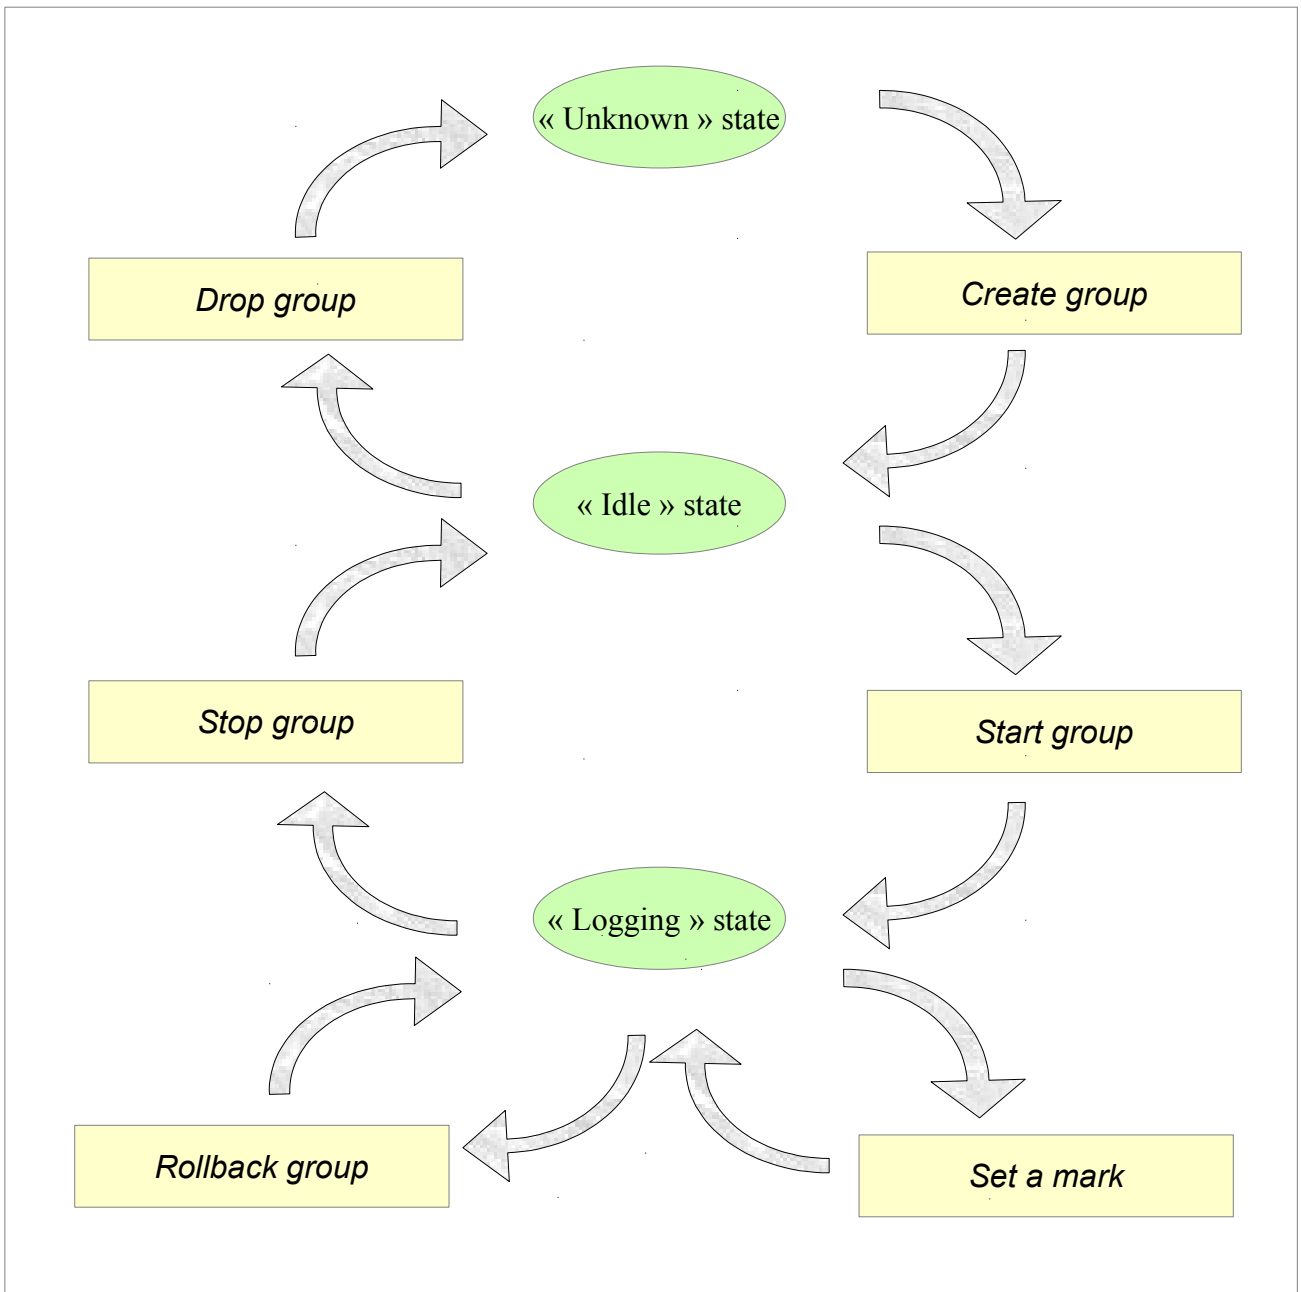 « Unknown » state
Drop group
Create group
« Idle » state
Stop group
Start group
« Logging » state
Rollback group
Set a mark